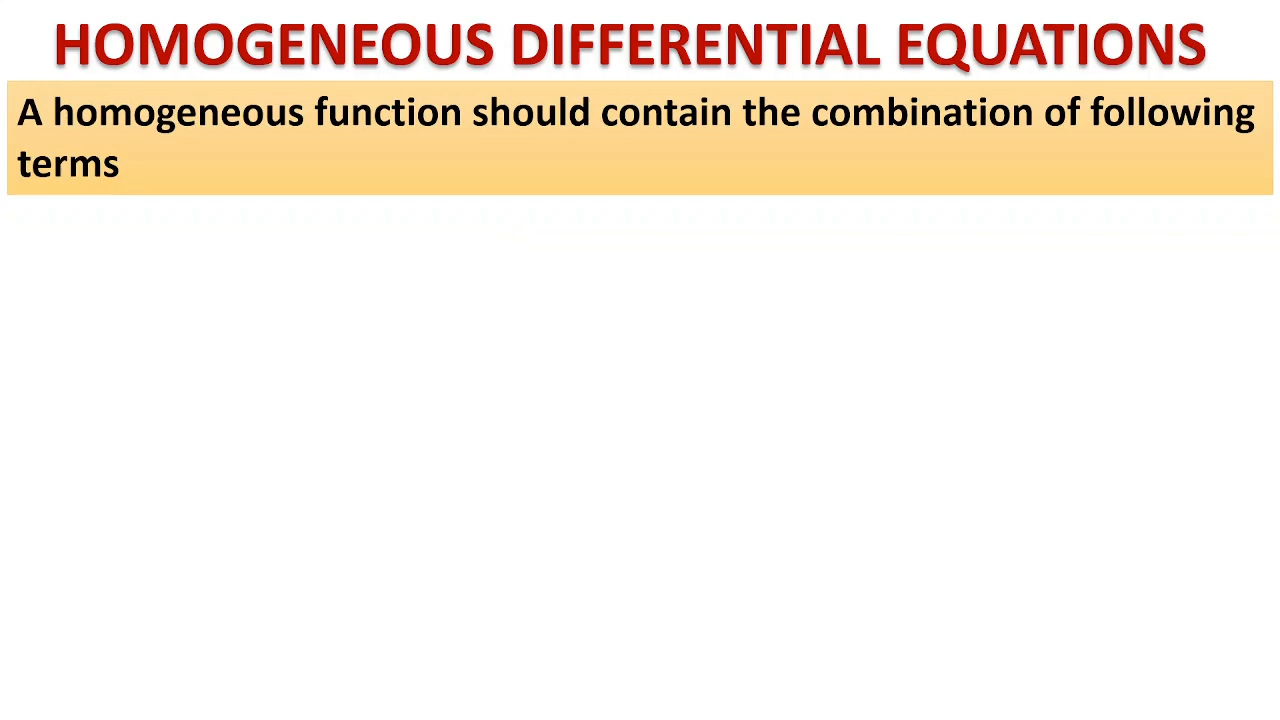 HOMOGENEOUS DIFFERENTIAL EQUATIONS
A homogeneous function should contain the combination of following
terms